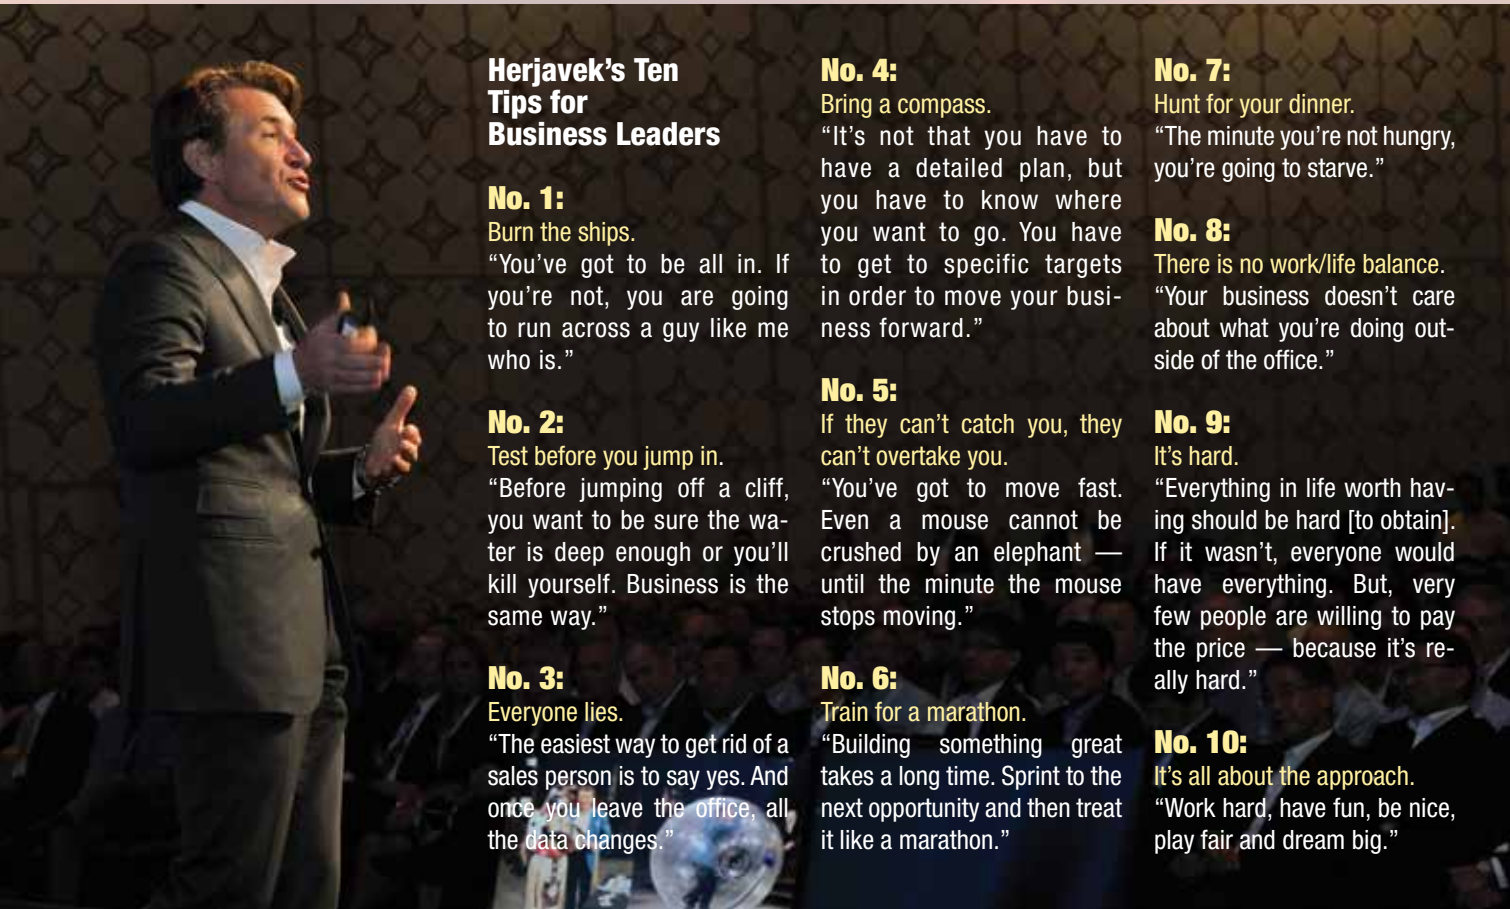 Herjavek’s Ten
Tips for
Business Leaders
No. 1:
Burn the ships.
“You’ve got to be all in. If
you’re not, you are going
to run across a guy like me
who is.”
No. 2:
Test before you jump in.
“Before jumping off a cliff,
you want to be sure the wa-
ter is deep enough or you’ll
kill yourself. Business is the
same way.”
No. 3:
Everyone lies.
“The easiest way to get rid of a
sales person is to say yes. And
once you leave the office, all
the data changes.”
No. 4:
Bring a compass.
“It’s not that you have to
have a detailed plan, but
you have to know where
you want to go. You have
to get to specific targets
in order to move your busi-
ness forward.”
No. 5:
If they can’t catch you, they
can’t overtake you.
“You’ve got to move fast.
Even a mouse cannot be
crushed by an elephant —
until the minute the mouse
stops moving.”
No. 6:
Train for a marathon.
“Building something great
takes a long time. Sprint to the
next opportunity and then treat
it like a marathon.”
No. 7:
Hunt for your dinner.
“The minute you’re not hungry,
you’re going to starve.”
No. 8:
There is no work/life balance.
“Your business doesn’t care
about what you’re doing out-
side of the office.”
No. 9:
It’s hard.
“Everything in life worth hav-
ing should be hard [to obtain].
If it wasn’t, everyone would
have everything. But, very
few people are willing to pay
the price — because it’s re-
ally hard.”
No. 10:
It’s all about the approach.
“Work hard, have fun, be nice,
play fair and dream big.”